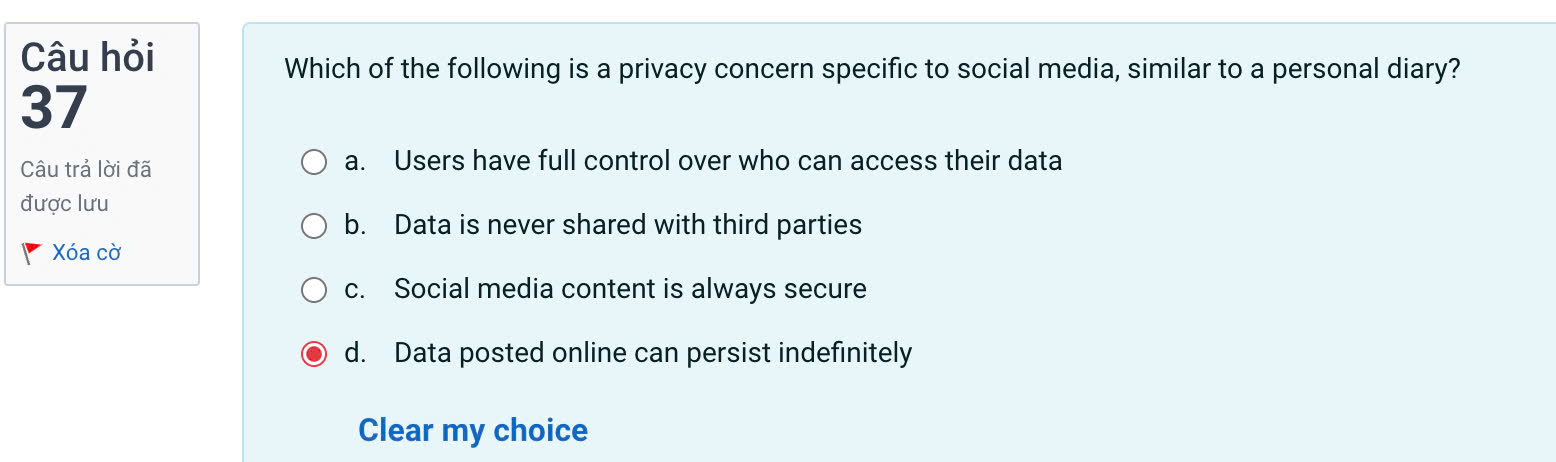 Câu hỏi
37
Câu trả lời đã
được lưu
Xóa cờ
Which of the following is a privacy concern specific to social media, similar to a personal diary?
a. Users have full control over who can access their data
b. Data is never shared with third parties
c. Social media content is always secure
d. Data posted online can persist indefinitely
Clear my choice